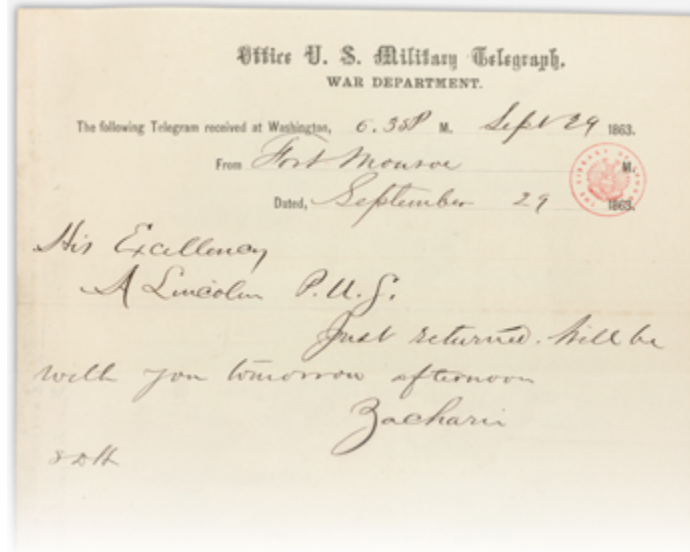 Office U. S. Military Telegraph,
WAR DEPARTMENT.
The following Telegram received at Washington, 6.35P M. Sept 29 1863.
From Fort Monroe M.
Dated, September 29 1863.
His Excellency
A Lincoln P.U.S.
Just returned. Will be
with you tomorrow afternoon
Zacharie